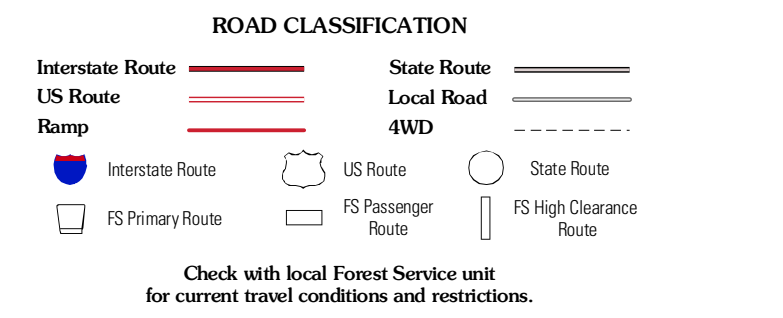 ROAD CLASSIFICATION
Interstate Route
State Route
US Route
Local Road
Ramp
4WD
Interstate Route
US Route
State Route
FS Primary Route
FS Passenger
Route
FS High Clearance
Route
Check with local Forest Service unit
for current travel conditions and restrictions.